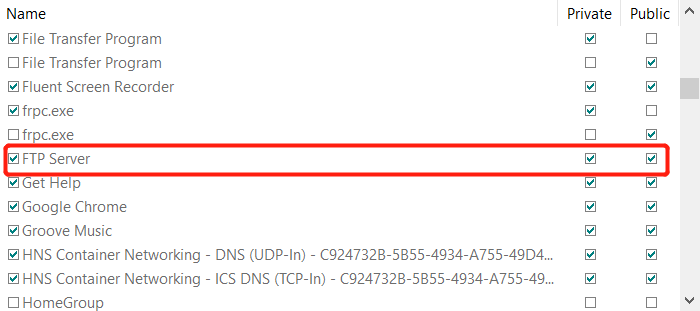 Name Private Public
File Transfer Program
File Transfer Program
Fluent Screen Recorder
frpc.exe
frpc.exe
FTP Server
Get Help
Google Chrome
Groove Music
HNS Container Networking - DNS (UDP-In) - C924732B-5B55-4934-A755-49D4...
HNS Container Networking - ICS DNS (TCP-In) - C924732B-5B55-4934-A755-49...
HomeGroup